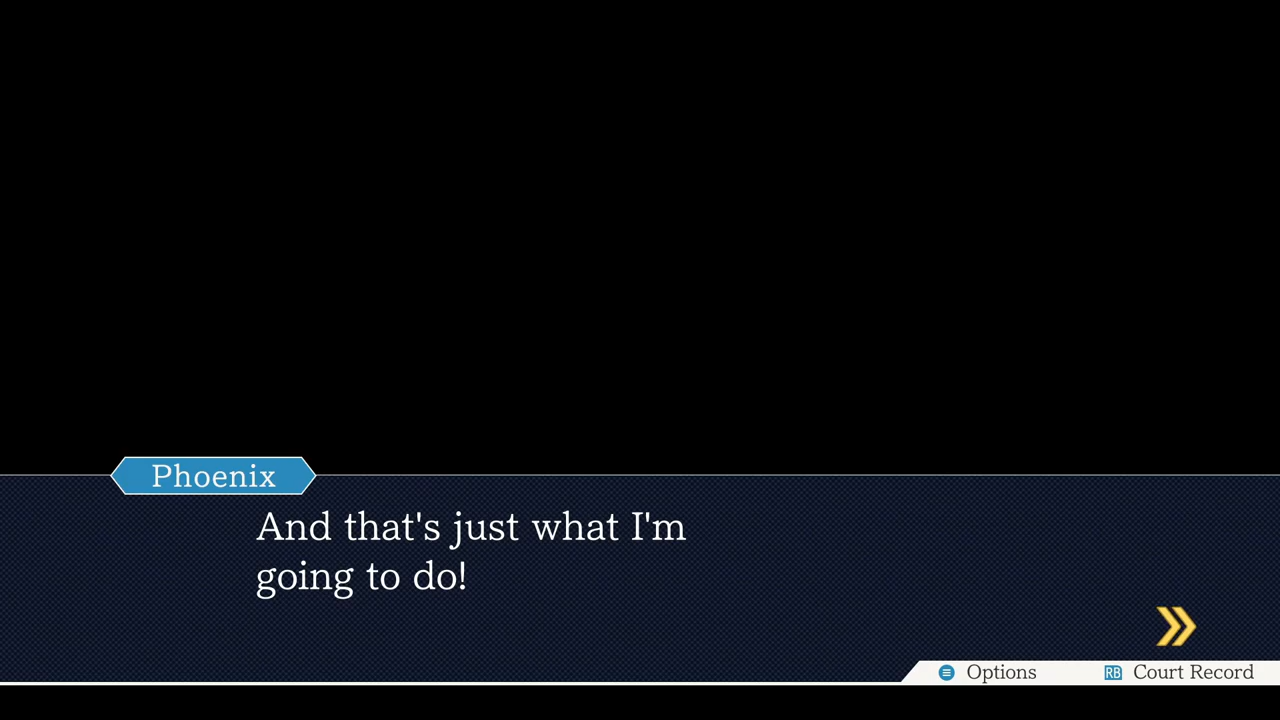 Phoenix
And that's just what I'm
going to do!
Options
RB Court Record